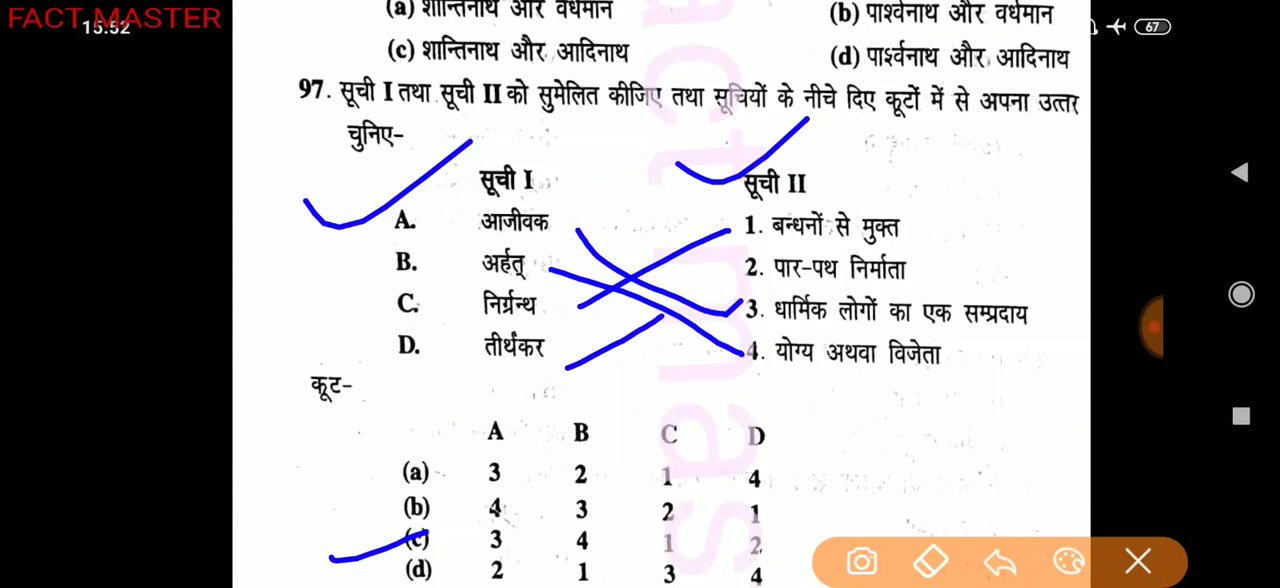 FACT MASTER
15:52
67
(a) शान्तिनाथ और वर्धमान (b) पार्श्वनाथ और वर्धमान
(c) शान्तिनाथ और आदिनाथ (d) पार्श्वनाथ और आदिनाथ
97. सूची I तथा सूची II को सुमेलित कीजिए तथा सूचियों के नीचे दिए कूटों में से अपना उत्तर
चुनिए-
सूची I सूची II
A. आजीवक 1. बन्धनों से मुक्त
B. अर्हत् 2. पार-पथ निर्माता
C. निर्ग्रन्थ 3. धार्मिक लोगों का एक सम्प्रदाय
D. तीर्थंकर 4. योग्य अथवा विजेता
कूट-
A B C D
(a) 3 2 1 4
(b) 4 3 2 1
(c) 3 4 1 2
(d) 2 1 3 4